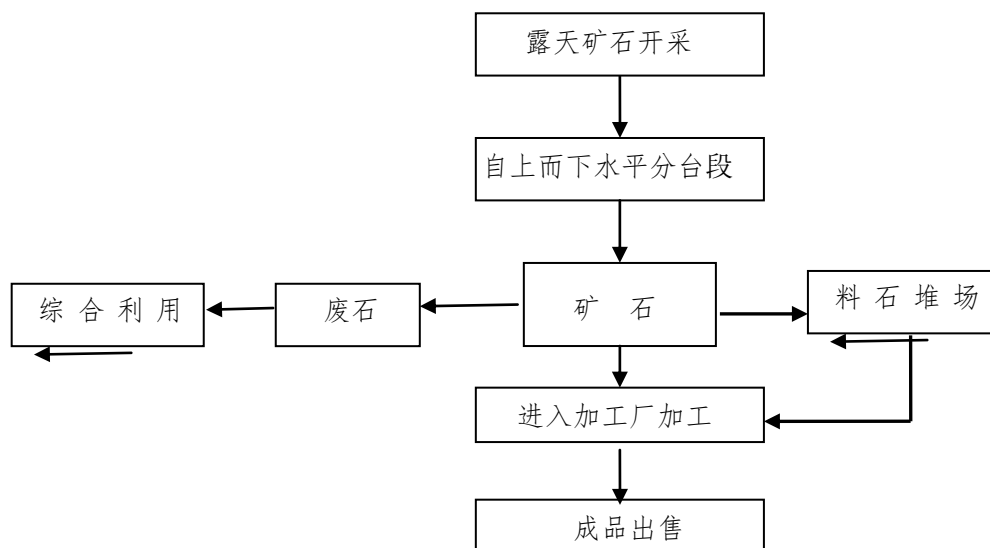 露天矿石开采
自上而下水平分台段
综合利用
废石
矿石
料石堆场
进入加工厂加工
成品出售